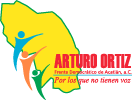 ARTURO ORTIZ
Frente Democrático de Acatlán, a.C.
Por los que no tienen voz